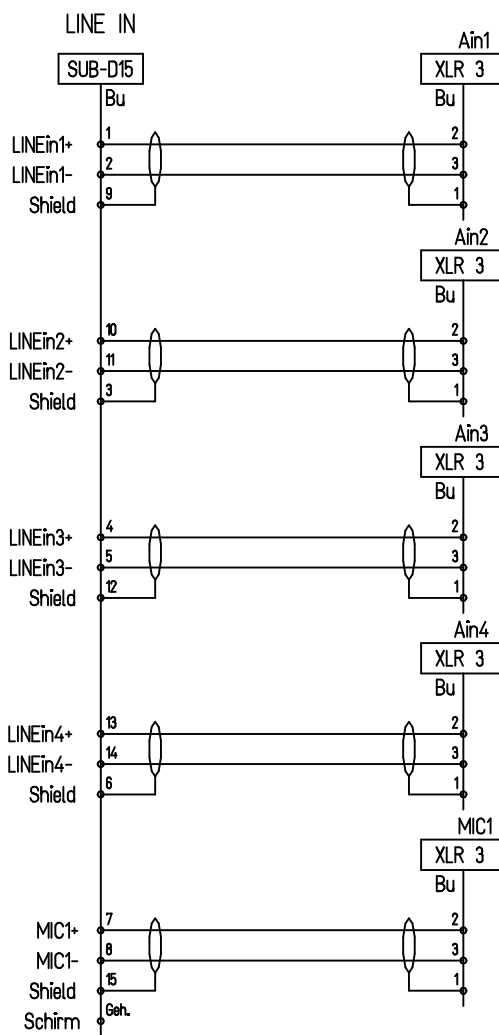 LINE IN
Ain1
SUB-D15 XLR 3
Bu Bu
LINEin1+ 1 2
LINEin1- 2 3
Shield 9 1
Ain2
XLR 3
Bu
LINEin2+ 10 2
LINEin2- 11 3
Shield 3 1
Ain3
XLR 3
Bu
LINEin3+ 4 2
LINEin3- 5 3
Shield 12 1
Ain4
XLR 3
Bu
LINEin4+ 13 2
LINEin4- 14 3
Shield 6 1
MIC1
XLR 3
Bu
MIC1+ 7 2
MIC1- 8 3
Shield 15 1
Schirm Geh.